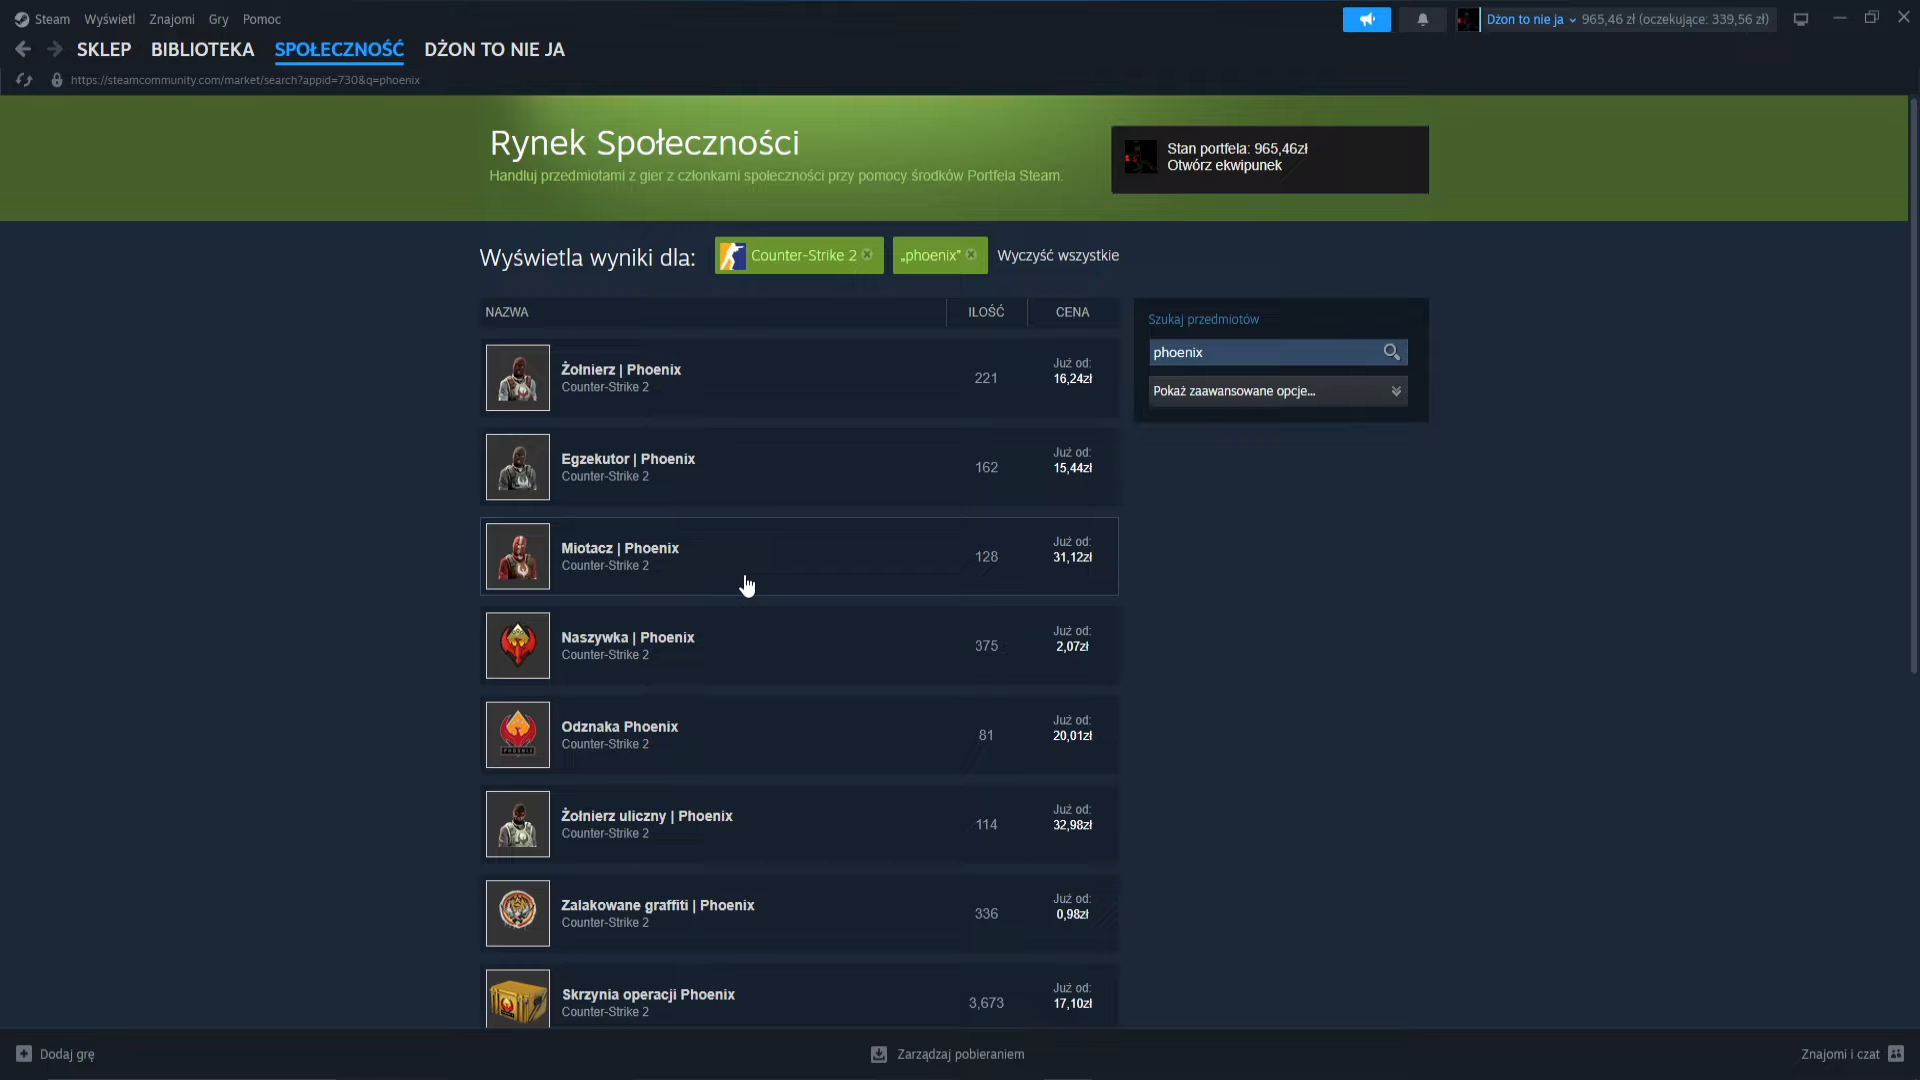 Steam Wyświetl Znajomi Gry Pomoc
Dżon to nie ja 965,46 zł (oczekujące: 339,56 zł)
SKLEP BIBLIOTEKA SPOŁECZNOŚĆ DŻON TO NIE JA
https://steamcommunity.com/market/search?appid=730&q=phoenix
Rynek Społeczności
Handluj przedmiotami z gier z członkami społeczności przy pomocy środków Portfela Steam.
Stan portfela: 965,46zł
Otwórz ekwipunek
Wyświetla wyniki dla: Counter-Strike 2 „phoenix” Wyczyść wszystkie
NAZWA ILOŚĆ CENA
Żołnierz | Phoenix
Counter-Strike 2
221
Już od:
16,24zł
Egzekutor | Phoenix
Counter-Strike 2
162
Już od:
15,44zł
Miotacz | Phoenix
Counter-Strike 2
128
Już od:
31,12zł
Naszywka | Phoenix
Counter-Strike 2
375
Już od:
2,07zł
Odznaka Phoenix
Counter-Strike 2
81
Już od:
20,01zł
Żołnierz uliczny | Phoenix
Counter-Strike 2
114
Już od:
32,98zł
Zalakowane graffiti | Phoenix
Counter-Strike 2
336
Już od:
0,98zł
Skrzynia operacji Phoenix
Counter-Strike 2
3,673
Już od:
17,10zł
Szukaj przedmiotów
phoenix
Pokaż zaawansowane opcje...
Dodaj grę
Zarządzaj pobieraniem
Znajomi i czat
PHOENIX